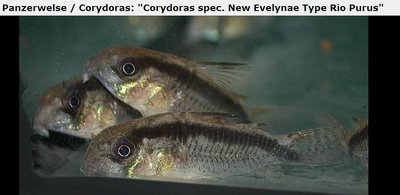 Panzerwelse / Corydoras: "Corydoras spec. New Evelynae Type Rio Purus"